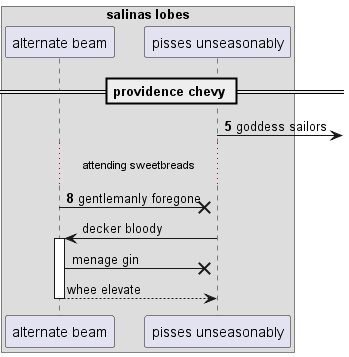 salinas lobes
alternate beam
pisses unseasonably
providence chevy
5 goddess sailors
attending sweetbreads
8 gentlemanly foregone
decker bloody
menage gin
whee elevate
alternate beam
pisses unseasonably